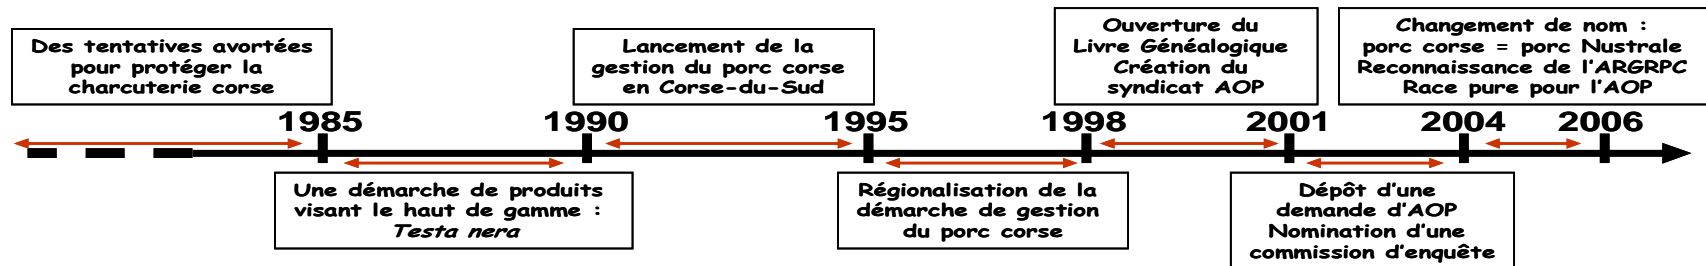 Des tentatives avortées
pour protéger la
charcuterie corse
Lancement de la
gestion du porc corse
en Corse-du-Sud
Ouverture du
Livre Généalogique
Création du
syndicat AOP
Changement de nom :
porc corse = porc Nustrale
Reconnaissance de l'ARGRPC
Race pure pour l'AOP
1985
1990
1995
1998
2001
2004
2006
Une démarche de produits
visant le haut de gamme :
Testa nera
Régionalisation de la
démarche de gestion
du porc corse
Dépôt d'une
demande d'AOP
Nomination d'une
commission d'enquête